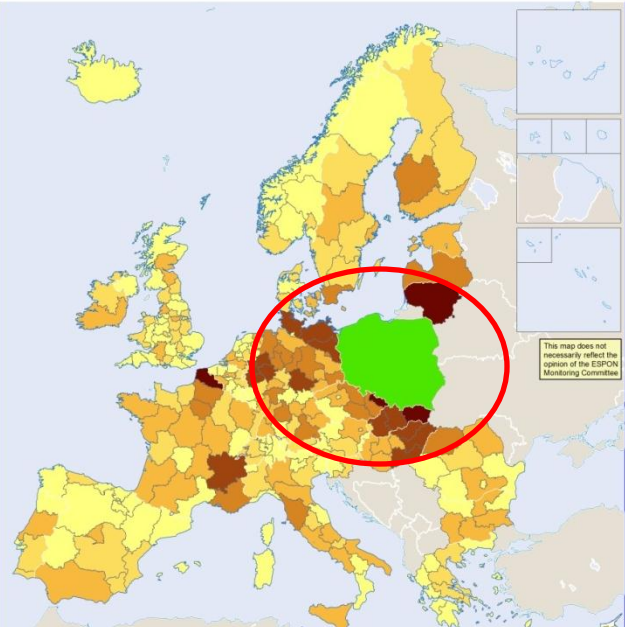 This map does not
necessarily reflect the
opinion of the ESPON
Monitoring Committee